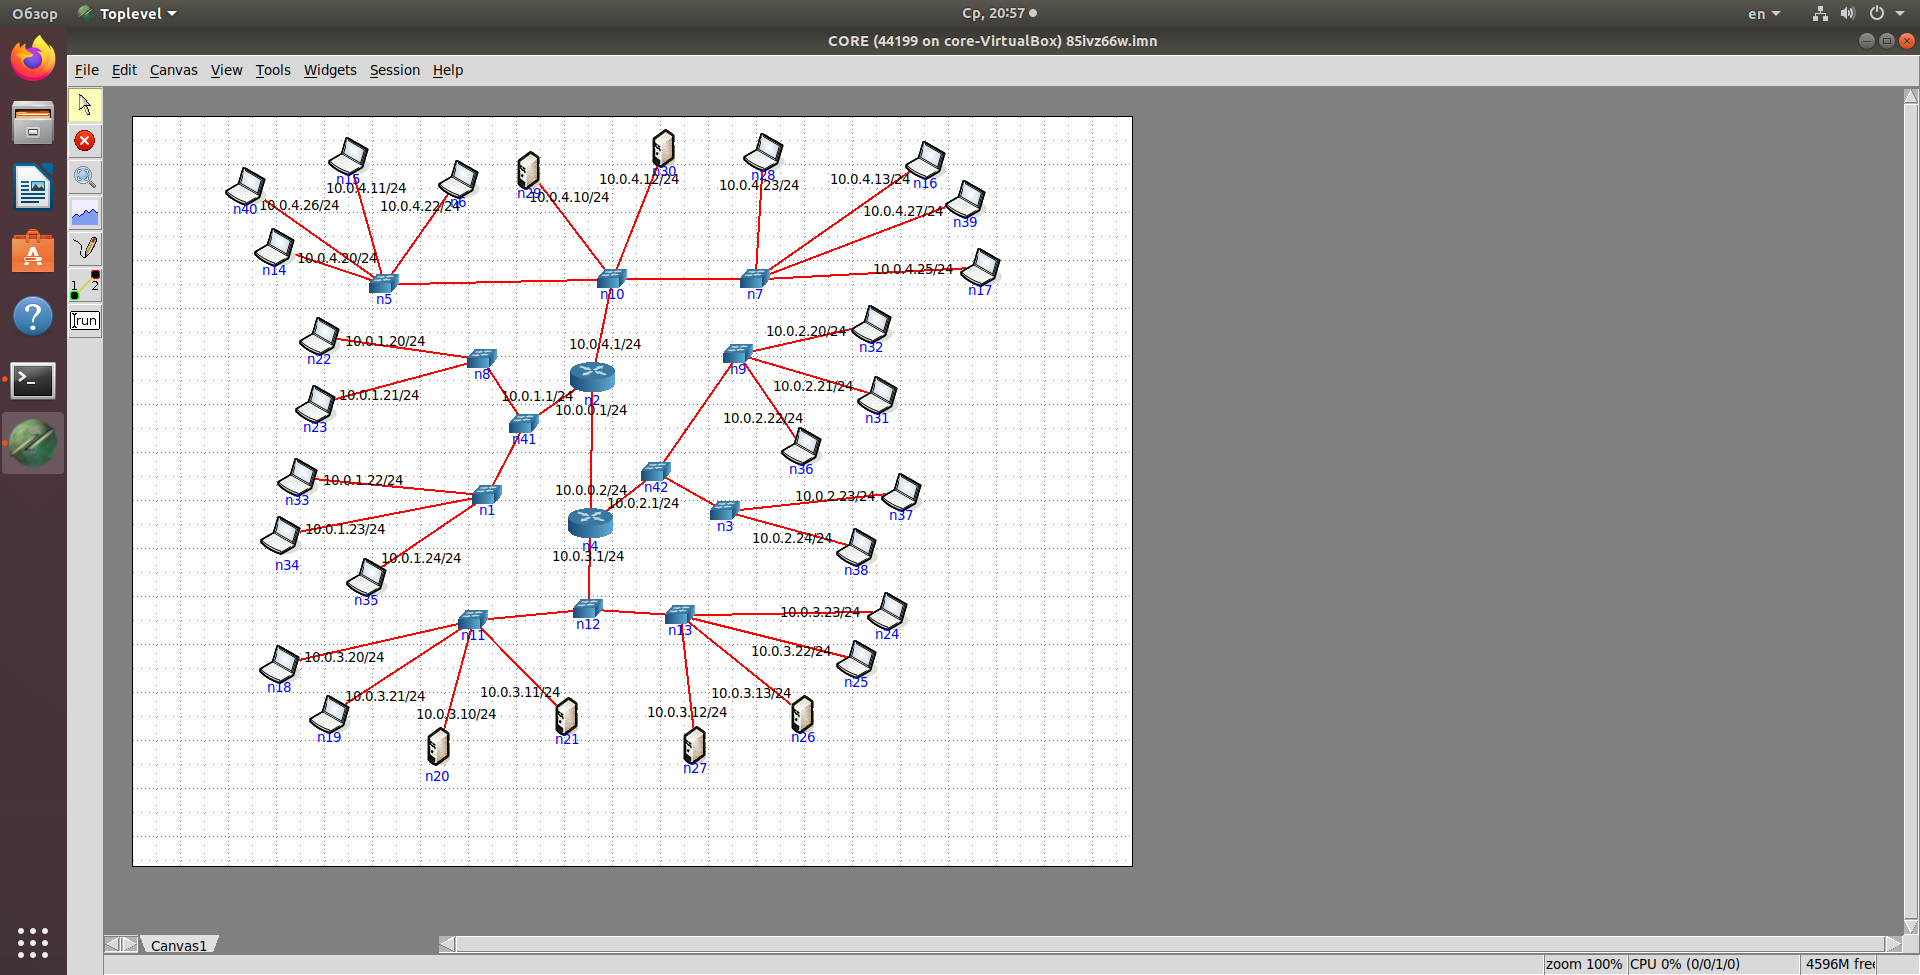 Обзор Toplevel Ср, 20:57 en
CORE (44199 on core-VirtualBox) 85ivz66w.imn
File Edit Canvas View Tools Widgets Session Help
1 2
run
n15
10.0.4.11/24
n40
10.0.4.26/24
n6
10.0.4.22/24
n29
10.0.4.10/24
n30
10.0.4.12/24
n28
10.0.4.23/24
n16
10.0.4.13/24
n39
10.0.4.27/24
n14
10.0.4.20/24
n17
10.0.4.25/24
n5
n10
n7
n22
10.0.1.20/24
n8
10.0.4.1/24
n32
10.0.2.20/24
n9
n23
10.0.1.21/24
10.0.1.1/24
n2
10.0.0.1/24
n31
10.0.2.21/24
n41
10.0.2.22/24
n36
n33
10.0.1.22/24
n1
10.0.0.2/24
n42
10.0.2.1/24
n37
10.0.2.23/24
n3
n34
10.0.1.23/24
n4
10.0.3.1/24
10.0.2.24/24
n38
10.0.1.24/24
n35
n11
n12
n13
10.0.3.23/24
n24
n18
10.0.3.20/24
10.0.3.22/24
n25
10.0.3.21/24
n19
10.0.3.10/24
n20
10.0.3.11/24
n21
10.0.3.12/24
n27
10.0.3.13/24
n26
Canvas1
zoom 100% CPU 0% (0/0/1/0) 4596M free